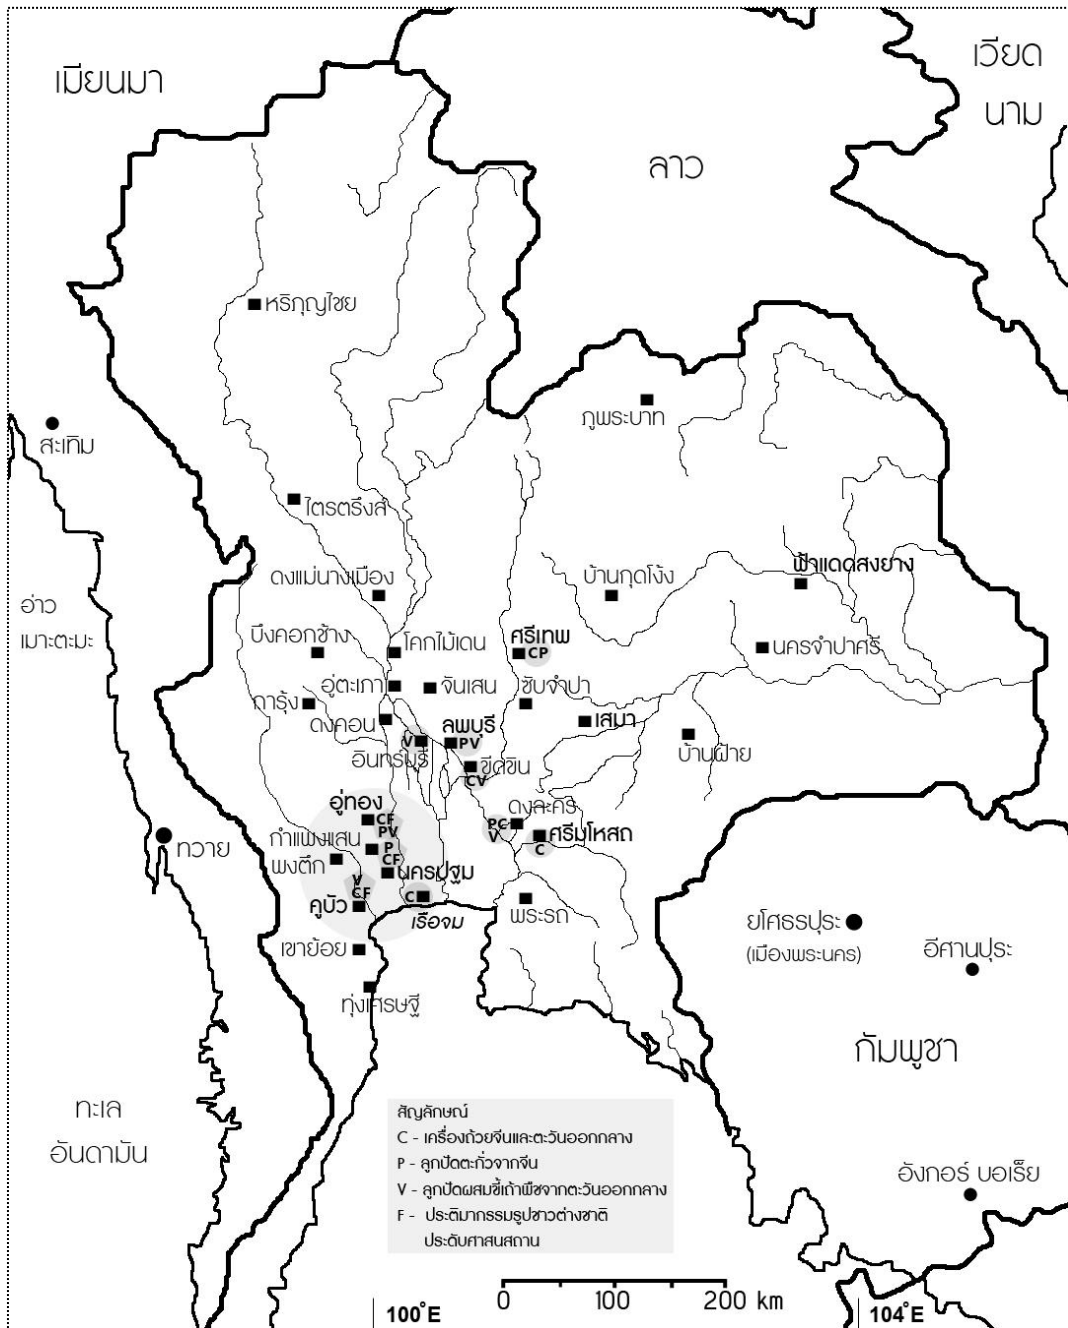 เมียนมา
เวียด
นาม
ลาว
หริภุญไชย
ภูพระบาท
สะเทิม
ไตรตรึงส์
ดงแม่นางเมือง
บ้านกุดโง้ง
ฟ้าแดดสงยาง
อ่าว
เมาะตะมะ
บึงคอกช้าง
โคกไม้เดน
ศรีเทพ
CP
นครจำปาศรี
อู่ตะเภา
จันเสน
ซับจำปา
การุ้ง
ดงคอน
ลพบุรี
PV
เสมา
บ้านฝ้าย
V
อินทร์บุรี
ขีดขิน
CV
อู่ทอง
CF
PV
ดงละคร
PC
V
ศรีมโหสถ
C
ทวาย
กำแพงแสน
P
CF
พงตึก
นครปฐม
V
CF
คูบัว
C
เรือจม
พระรถ
ยโศธรปุระ
(เมืองพระนคร)
อีศานปุระ
เขาย้อย
ทุ่งเศรษฐี
กัมพูชา
ทะเล
อันดามัน
สัญลักษณ์
C - เครื่องถ้วยจีนและตะวันออกกลาง
P - ลูกปัดตะกั่วจากจีน
V - ลูกปัดผสมขี้เถ้าพืชจากตะวันออกกลาง
F - ประติมากรรมรูปชาวต่างชาติ
ประดับศาสนสถาน
อังกอร์ บอเร็ย
0 100 200 km
100°E
104°E